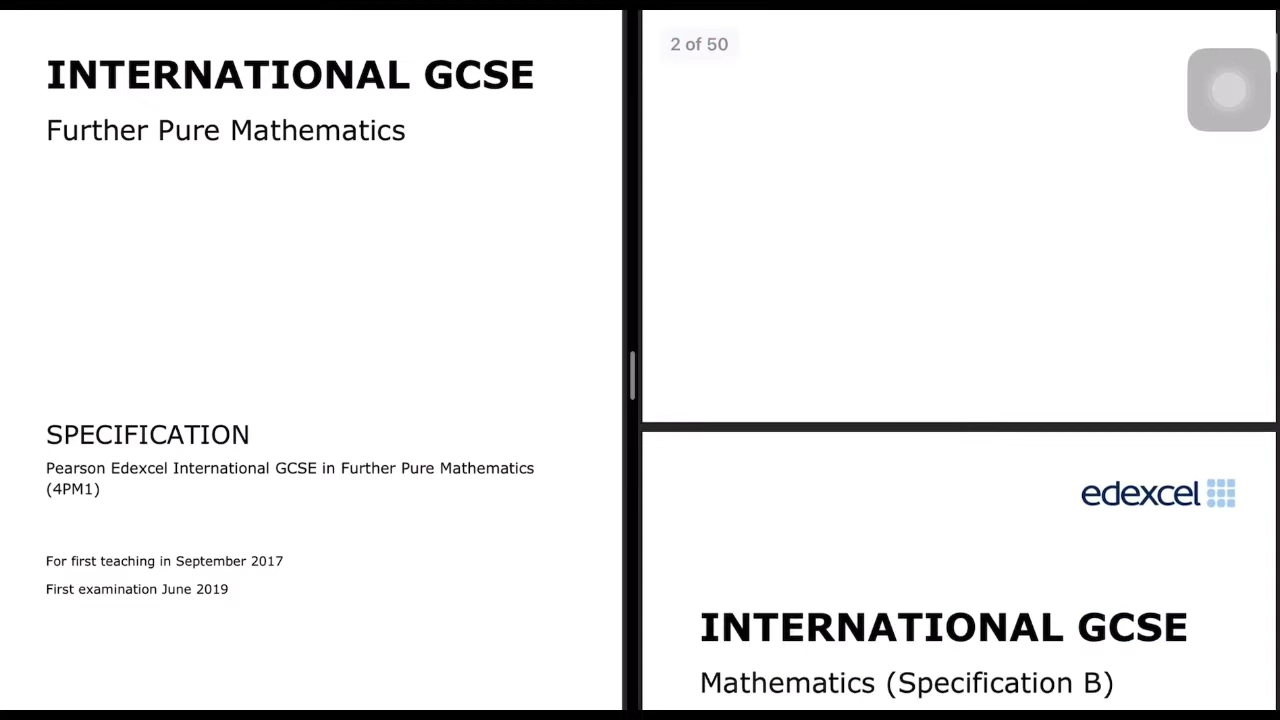 INTERNATIONAL GCSE
Further Pure Mathematics
SPECIFICATION
Pearson Edexcel International GCSE in Further Pure Mathematics
(4PM1)
For first teaching in September 2017
First examination June 2019
2 of 50
edexcel
INTERNATIONAL GCSE
Mathematics (Specification B)